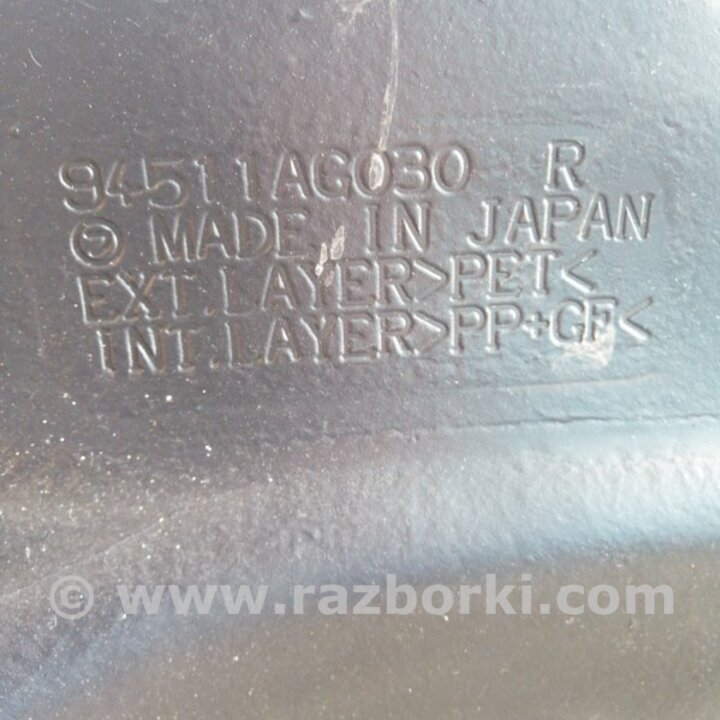 94511AG030 R
MADE IN JAPAN
EXT.LAYER>PET<
INT.LAYER>PP+GF<
© www.razborki.com